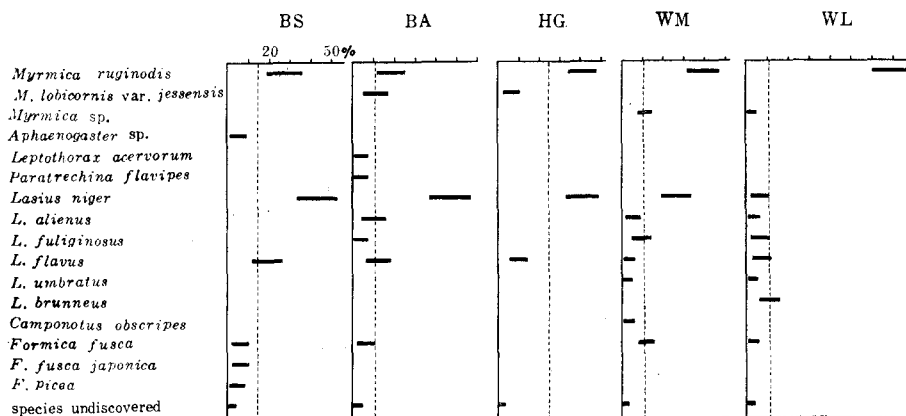 BS BA HG WM WL
20 50%
Myrmica ruginodis
M. lobicornis var. jessensis
Myrmica sp.
Aphaenogaster sp.
Leptothorax acervorum
Paratrechina flavipes
Lasius niger
L. alienus
L. fuliginosus
L. flavus
L. umbratus
L. brunneus
Camponotus obscripes
Formica fusca
F. fusca japonica
F. picea
species undiscovered